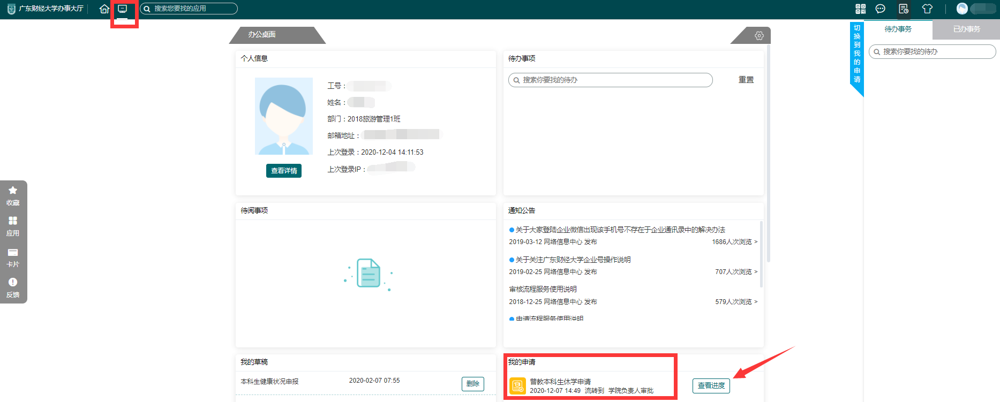 广东财经大学办事大厅
搜索您要找的应用
办公桌面
切换到我的申请
待办事务
已办事务
搜索你要找的待办
个人信息
工号：
姓名：
部门：2018旅游管理1班
邮箱地址：
上次登录：2020-12-04 14:11:53
上次登录IP：
查看详情
待办事项
搜索你要找的待办
重置
收藏
应用
卡片
反馈
待阅事项
通知公告
关于大家登陆企业微信出现该手机号不存在于企业通讯录中的解决办法
2019-03-12 网络信息中心 发布 1686人次浏览 >
关于关注广东财经大学企业号操作说明
2019-02-25 网络信息中心 发布 707人次浏览 >
审核流程服务使用说明
2018-12-25 网络信息中心 发布 579人次浏览 >
申请流程服务使用说明
我的草稿
本科生健康状况申报 2020-02-07 07:55 删除
我的申请
普教本科生休学申请
2020-12-07 14:49 流转到 学院负责人审批
查看进度